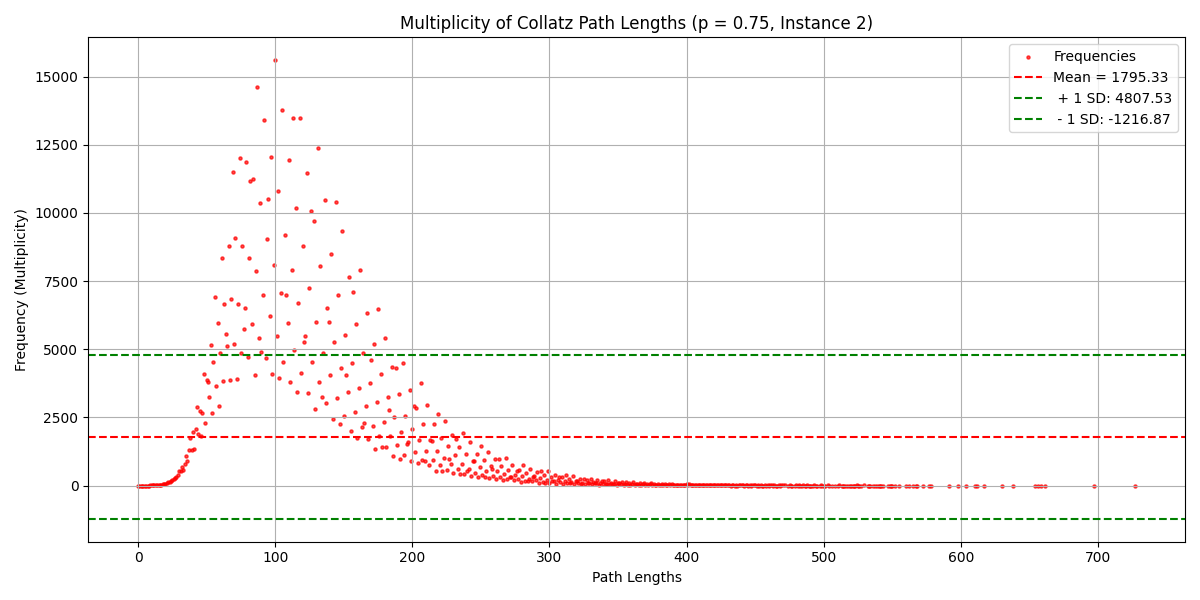 Multiplicity of Collatz Path Lengths (p = 0.75, Instance 2)
Frequencies
Mean = 1795.33
+ 1 SD: 4807.53
- 1 SD: -1216.87
Frequency (Multiplicity)
15000
12500
10000
7500
5000
2500
0
0 100 200 300 400 500 600 700
Path Lengths